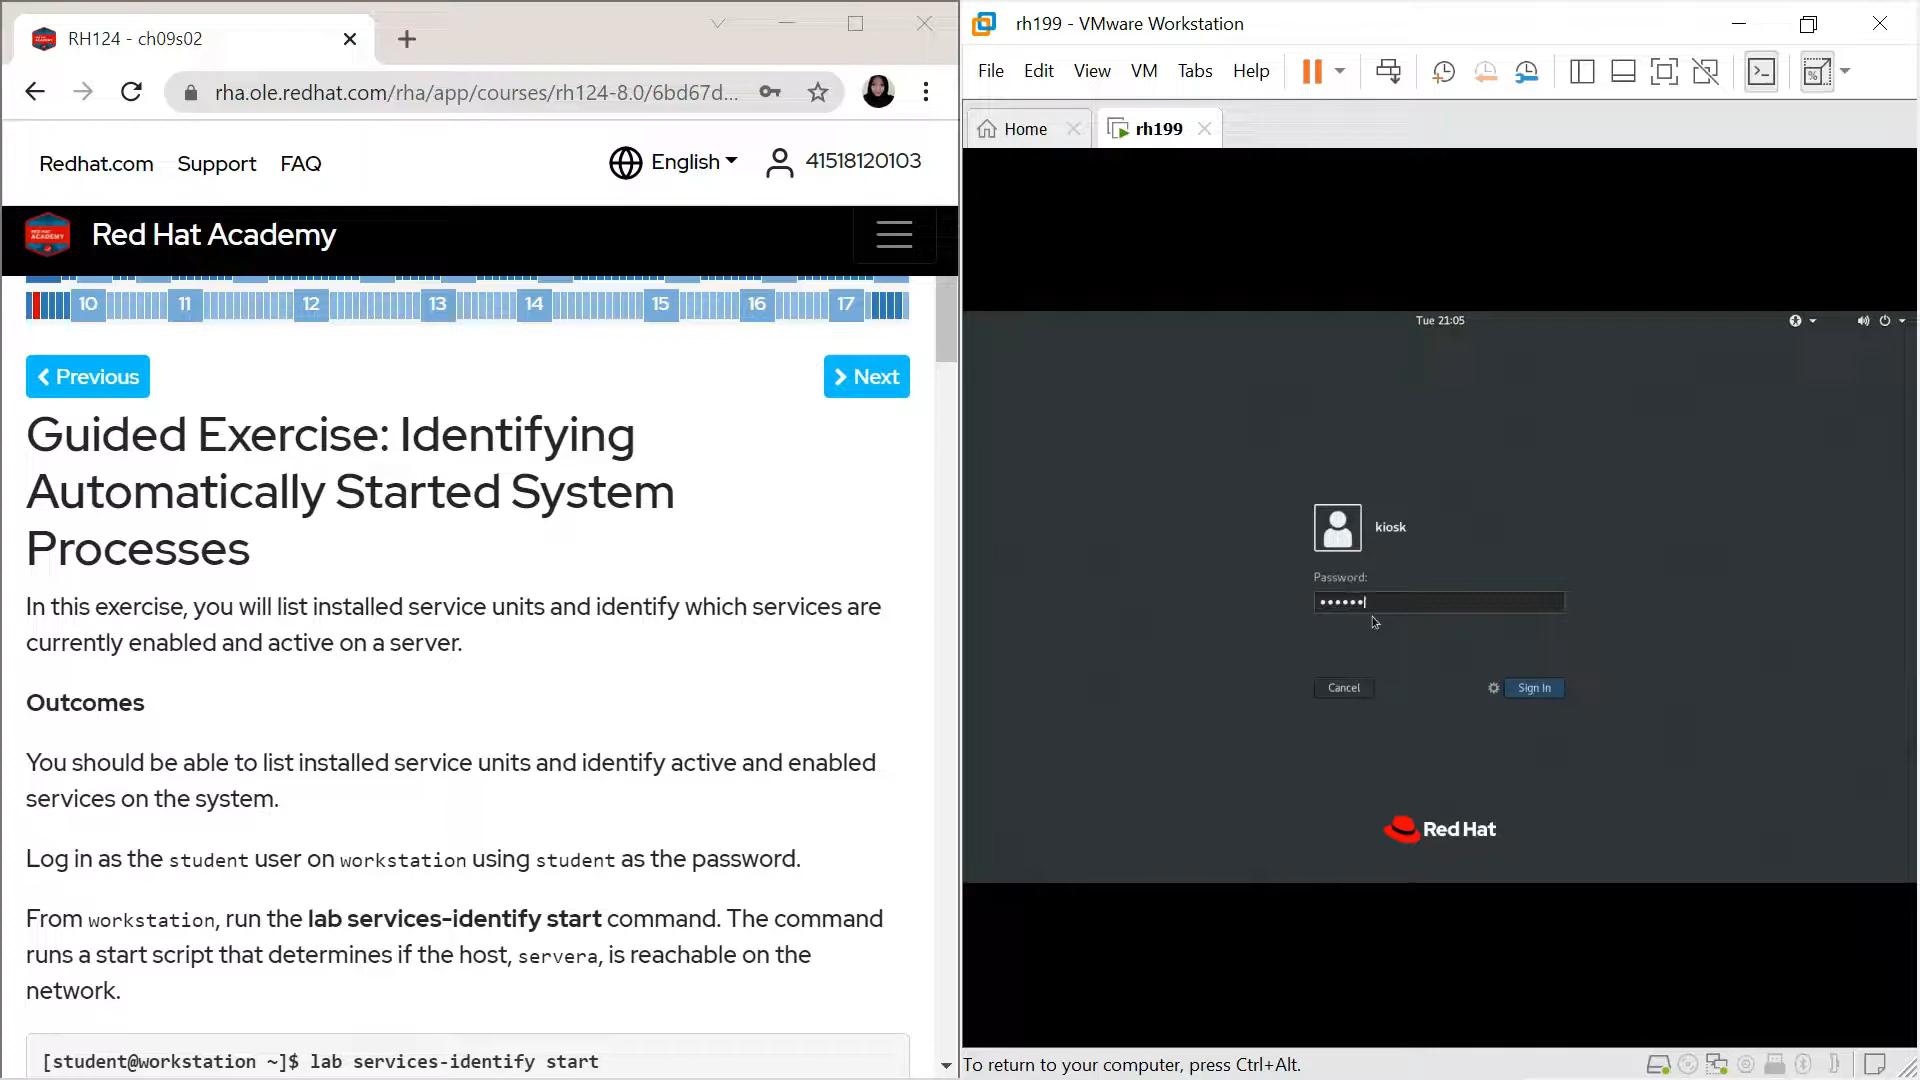 RH124 - ch09s02
rha.ole.redhat.com/rha/app/courses/rh124-8.0/6bd67d...
Redhat.com Support FAQ English 41518120103
RED HAT ACADEMY
Red Hat Academy
10 11 12 13 14 15 16 17
Previous
Next
Guided Exercise: Identifying
Automatically Started System
Processes
In this exercise, you will list installed service units and identify which services are
currently enabled and active on a server.
Outcomes
You should be able to list installed service units and identify active and enabled
services on the system.
Log in as the student user on workstation using student as the password.
From workstation, run the lab services-identify start command. The command
runs a start script that determines if the host, servera, is reachable on the
network.
[student@workstation ~]$ lab services-identify start
rh199 - VMware Workstation
File Edit View VM Tabs Help
Home rh199
Tue 21:05
kiosk
Password:
••••••
Cancel
Sign In
Red Hat
To return to your computer, press Ctrl+Alt.